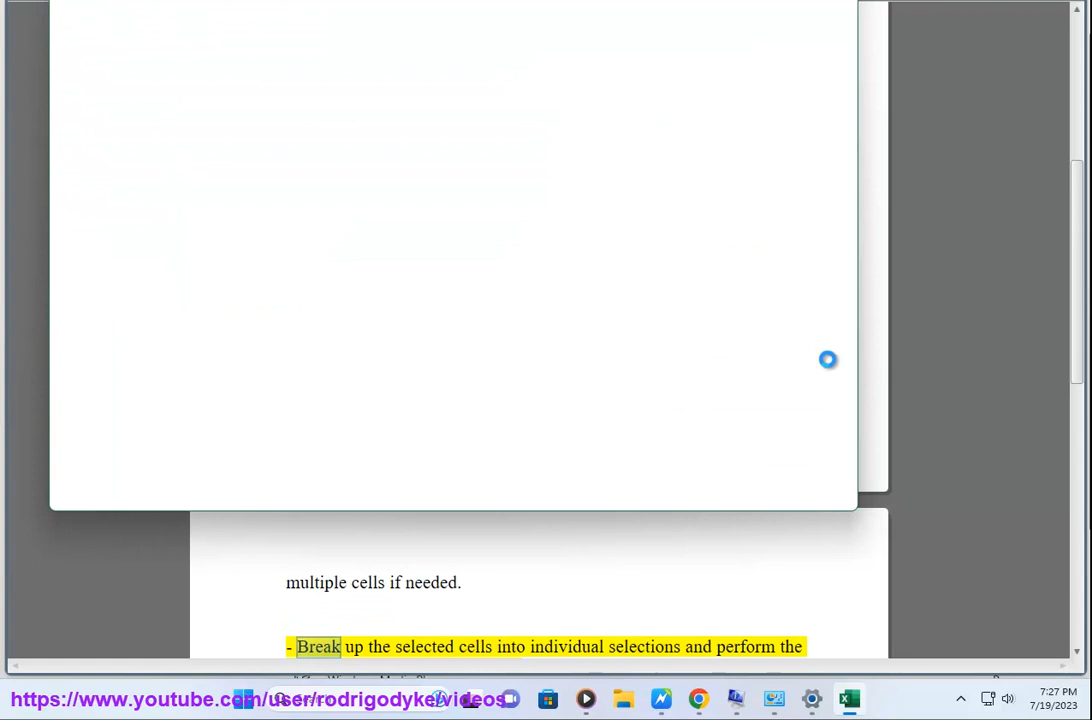 multiple cells if needed.
- Break up the selected cells into individual selections and perform the
https://www.youtube.com/user/rodrigodykeivideos
7:27 PM
7/19/2023